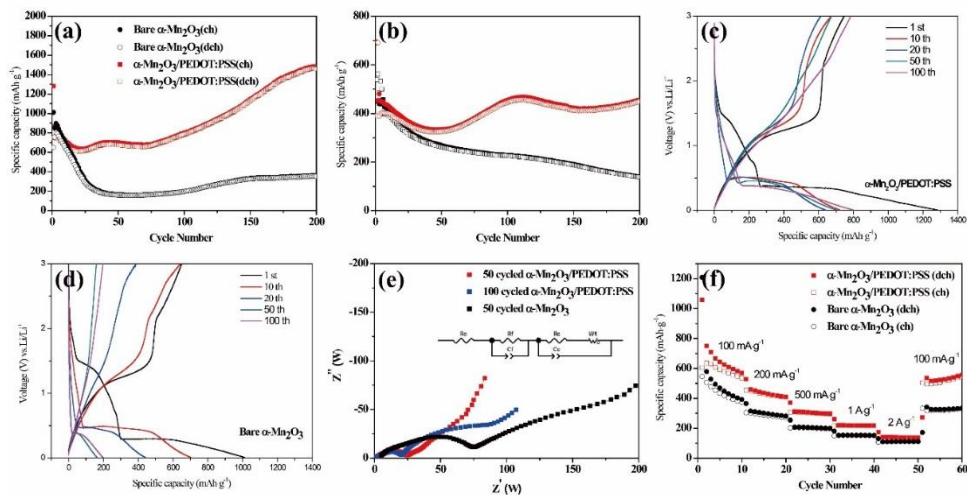 (a)
Bare α-Mn2O3(ch)
Bare α-Mn2O3(dch)
α-Mn2O3/PEDOT:PSS(ch)
α-Mn2O3/PEDOT:PSS(dch)
Specific capacity (mAh g-1)
2000
1800
1600
1400
1200
1000
800
600
400
200
0
0 50 100 150 200
Cycle Number
(b)
Specific capacity (mAh g-1)
800
600
400
200
0
0 50 100 150 200
Cycle Number
(c)
1 st
10 th
20 th
50 th
100 th
α-Mn2O3/PEDOT:PSS
Voltage (V) vs.Li/Li+
3
2
1
0
0 200 400 600 800 1000 1200 1400
Specific capacity (mAh g-1)
(d)
1 st
10 th
20 th
50 th
100 th
Bare α-Mn2O3
Voltage (V) vs.Li/Li+
3
2
1
0
0 200 400 600 800 1000 1200 1400
Specific capacity (mAh g-1)
(e)
50 cycled α-Mn2O3/PEDOT:PSS
100 cycled α-Mn2O3/PEDOT:PSS
50 cycled α-Mn2O3
Z'' (W)
-200
-150
-100
-50
0
0 50 100 150 200
Z' (W)
(f)
α-Mn2O3/PEDOT:PSS (dch)
α-Mn2O3/PEDOT:PSS (ch)
Bare α-Mn2O3 (dch)
Bare α-Mn2O3 (ch)
100 mA g-1
200 mA g-1
500 mA g-1
1 A g-1
2 A g-1
100 mA g-1
Specific capacity (mAh·g-1)
1200
1000
800
600
400
200
0
0 10 20 30 40 50 60
Cycle Number